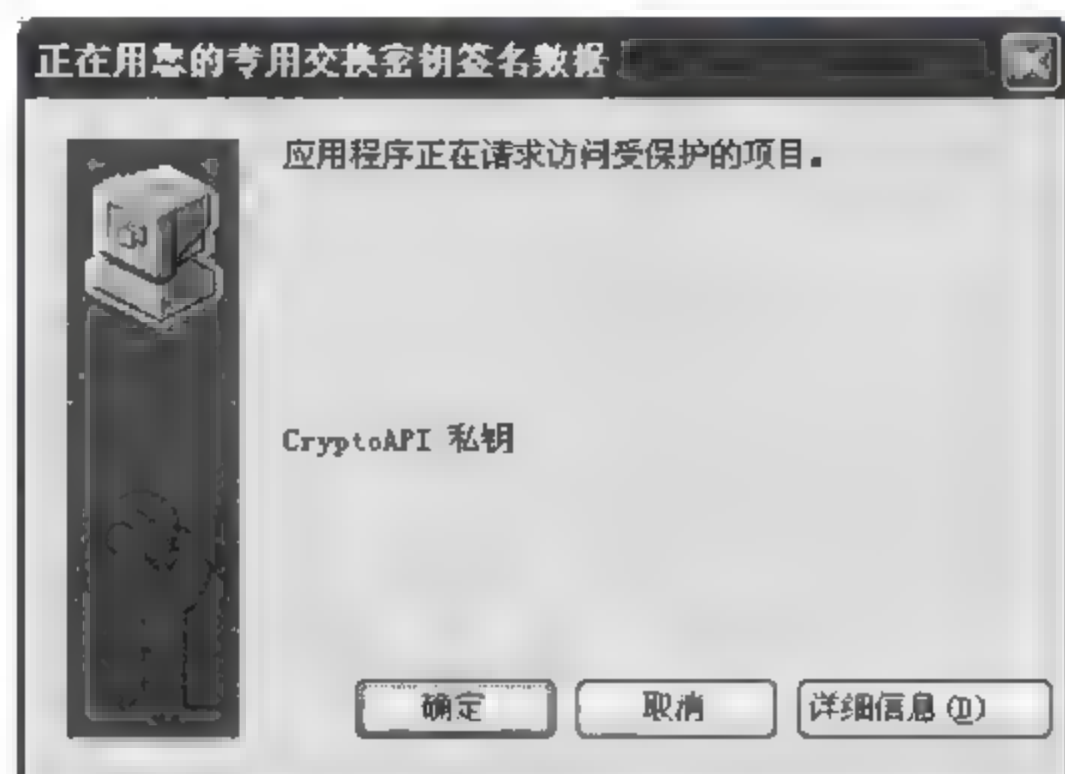 正在用您的专用交换密钥签名数据
应用程序正在请求访问受保护的项目。
CryptoAPI 私钥
确定
取消
详细信息(D)